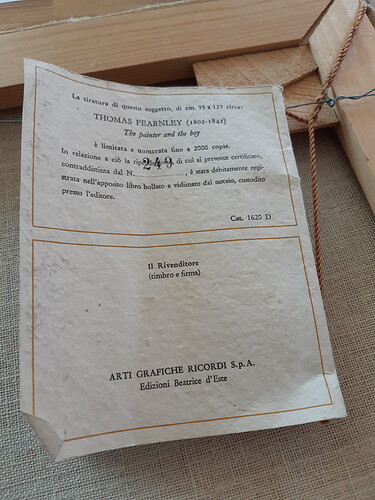 La tiratura di questo soggetto, di cm. 95 x 129 circa:
THOMAS FEARNLEY (1802-1842)
The painter and the boy
è limitata e numerata fino a 2000 copie.
In relazione a ciò la 249 di cui al presente certificato,
contraddistinta dal N. , è stata debitamente regi-
strata nell'apposito libro bollato e vidimato dal notaio, custodito
presso l'editore.
Cat. 1620 D
Il Rivenditore
(timbro e firma)
ARTI GRAFICHE RICORDI S.p.A.
Edizioni Beatrice d'Este